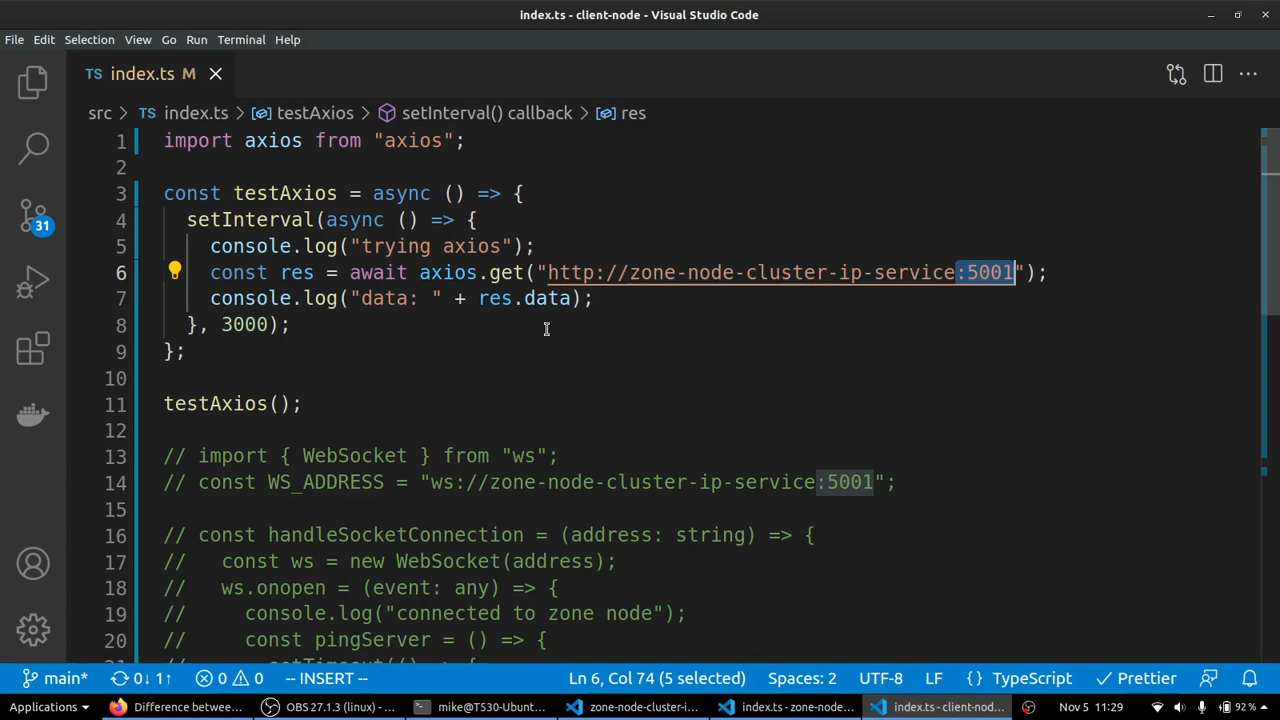 index.ts - client-node - Visual Studio Code
File Edit Selection View Go Run Terminal Help
TS index.ts M
src > TS index.ts > testAxios > setInterval() callback > res
1 import axios from "axios";
2
3 const testAxios = async () => {
4 setInterval(async () => {
5 console.log("trying axios");
6 const res = await axios.get("http://zone-node-cluster-ip-service:5001");
7 console.log("data: " + res.data);
8 }, 3000);
9 };
10
11 testAxios();
12
13 // import { WebSocket } from "ws";
14 // const WS_ADDRESS = "ws://zone-node-cluster-ip-service:5001";
15
16 // const handleSocketConnection = (address: string) => {
17 // const ws = new WebSocket(address);
18 // ws.onopen = (event: any) => {
19 // console.log("connected to zone node");
20 // const pingServer = () => {
21 // setTimeout(() => {
31
main* 0↓ 1↑ 0 0 -- INSERT -- Ln 6, Col 74 (5 selected) Spaces: 2 UTF-8 LF {} TypeScript Prettier
Applications Difference betwee... OBS 27.1.3 (linux) - ... mike@T530-Ubunt... zone-node-cluster-i... index.ts - zone-node... index.ts - client-nod... Nov 5 11:29 92 %